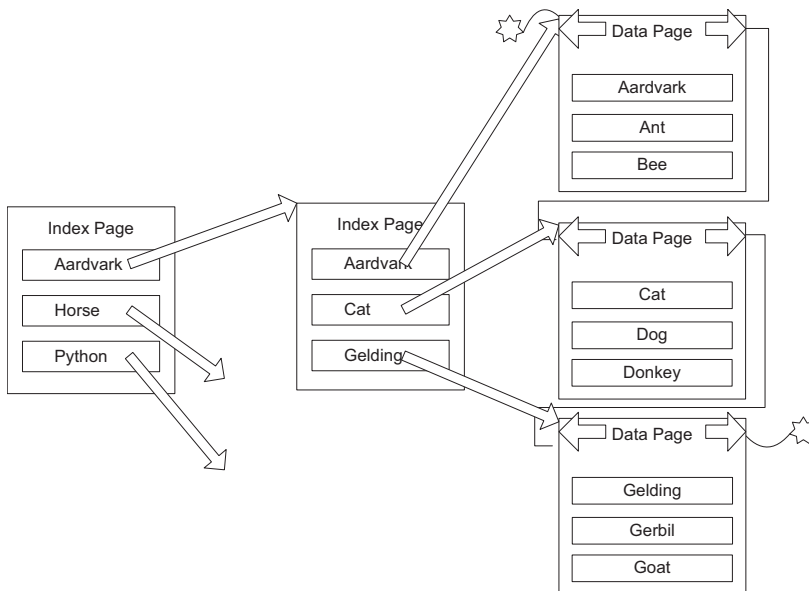 Index Page
Aardvark
Horse
Python
Index Page
Aardvark
Cat
Gelding
Data Page
Aardvark
Ant
Bee
Data Page
Cat
Dog
Donkey
Data Page
Gelding
Gerbil
Goat